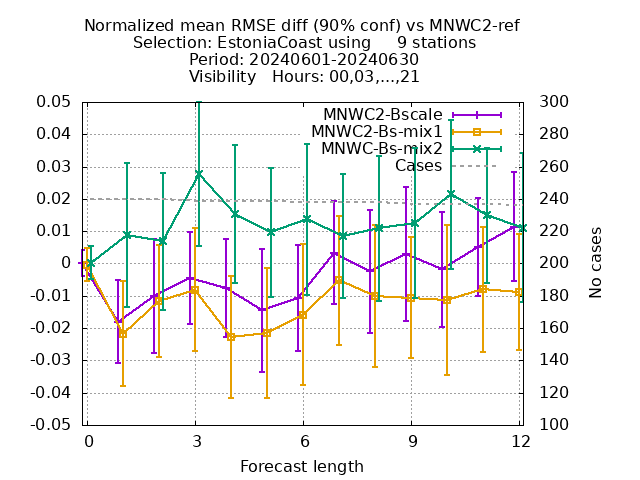 Normalized mean RMSE diff (90% conf) vs MNWC2-ref
Selection: EstoniaCoast using     9 stations
Period: 20240601-20240630
Visibility   Hours: 00,03,...,21
MNWC2-Bscale
MNWC2-Bs-mix1
MNWC-Bs-mix2
Cases
0.05
0.04
0.03
0.02
0.01
0
-0.01
-0.02
-0.03
-0.04
-0.05
300
280
260
240
220
200
180
160
140
120
100
No cases
0
3
6
9
12
Forecast length